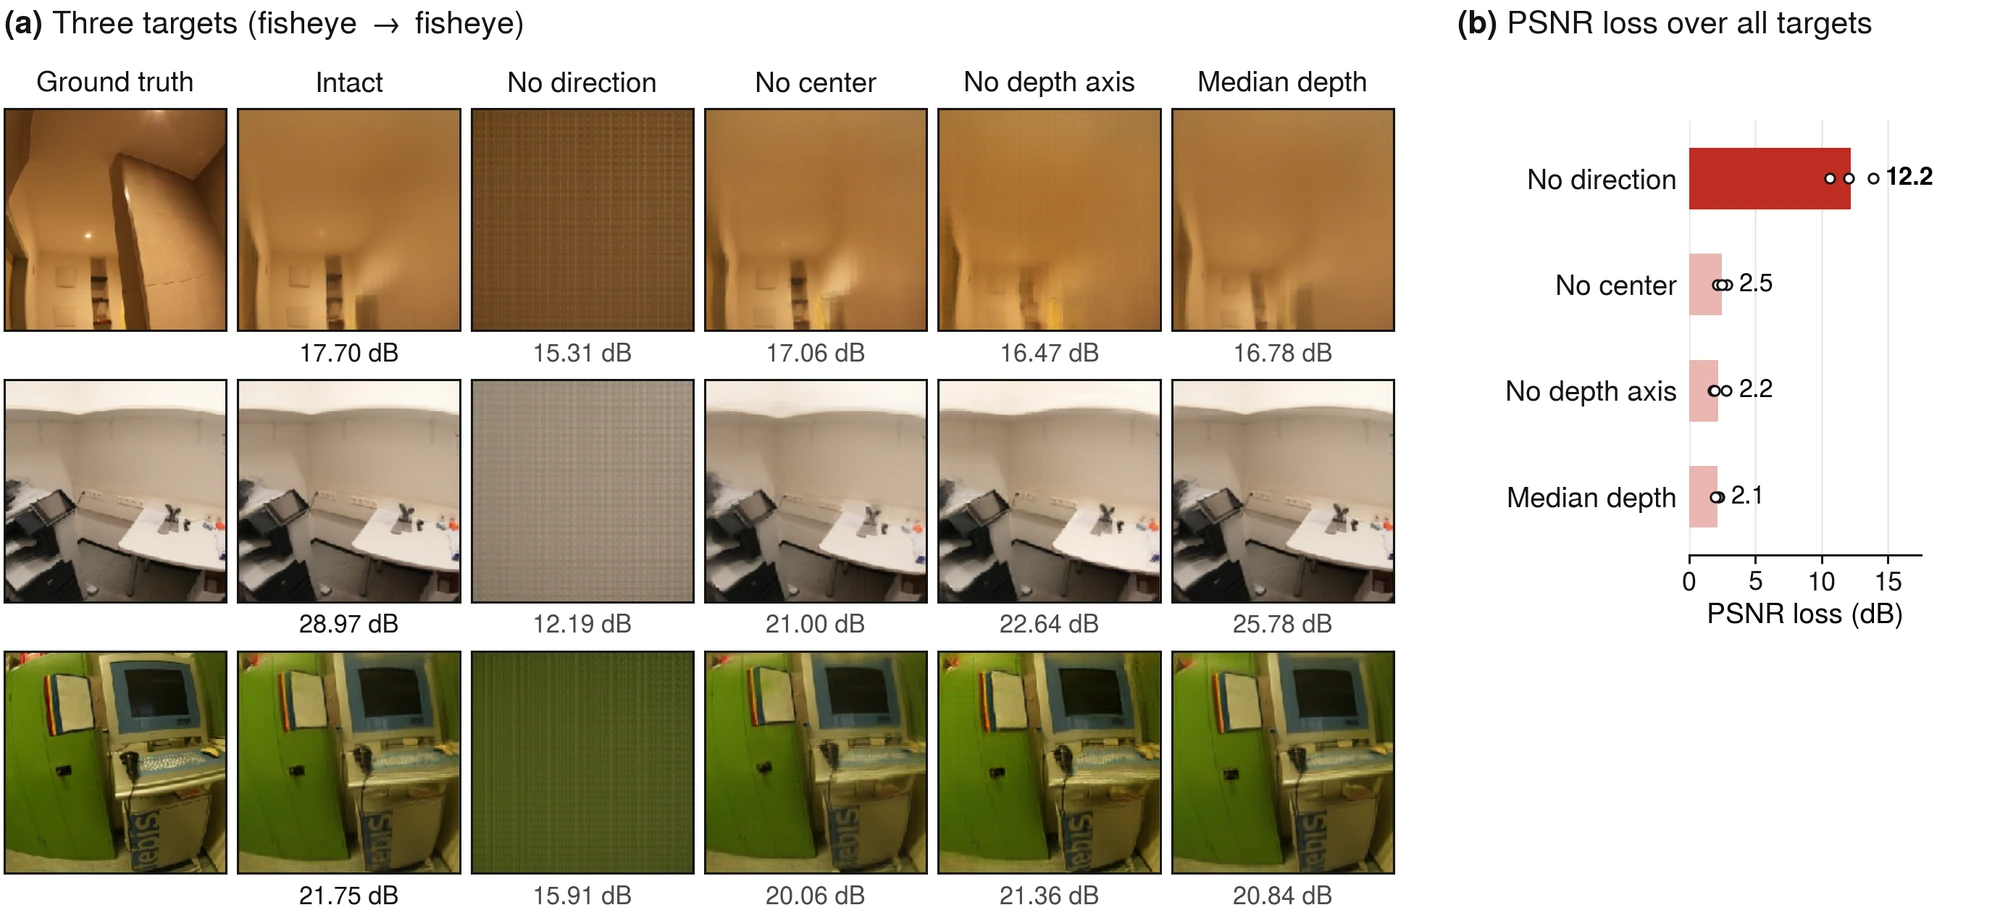 (a) Three targets (fisheye → fisheye)
Ground truth Intact No direction No center No depth axis Median depth
17.70 dB 15.31 dB 17.06 dB 16.47 dB 16.78 dB
28.97 dB 12.19 dB 21.00 dB 22.64 dB 25.78 dB
21.75 dB 15.91 dB 20.06 dB 21.36 dB 20.84 dB
(b) PSNR loss over all targets
No direction 12.2
No center 2.5
No depth axis 2.2
Median depth 2.1
0 5 10 15
PSNR loss (dB)